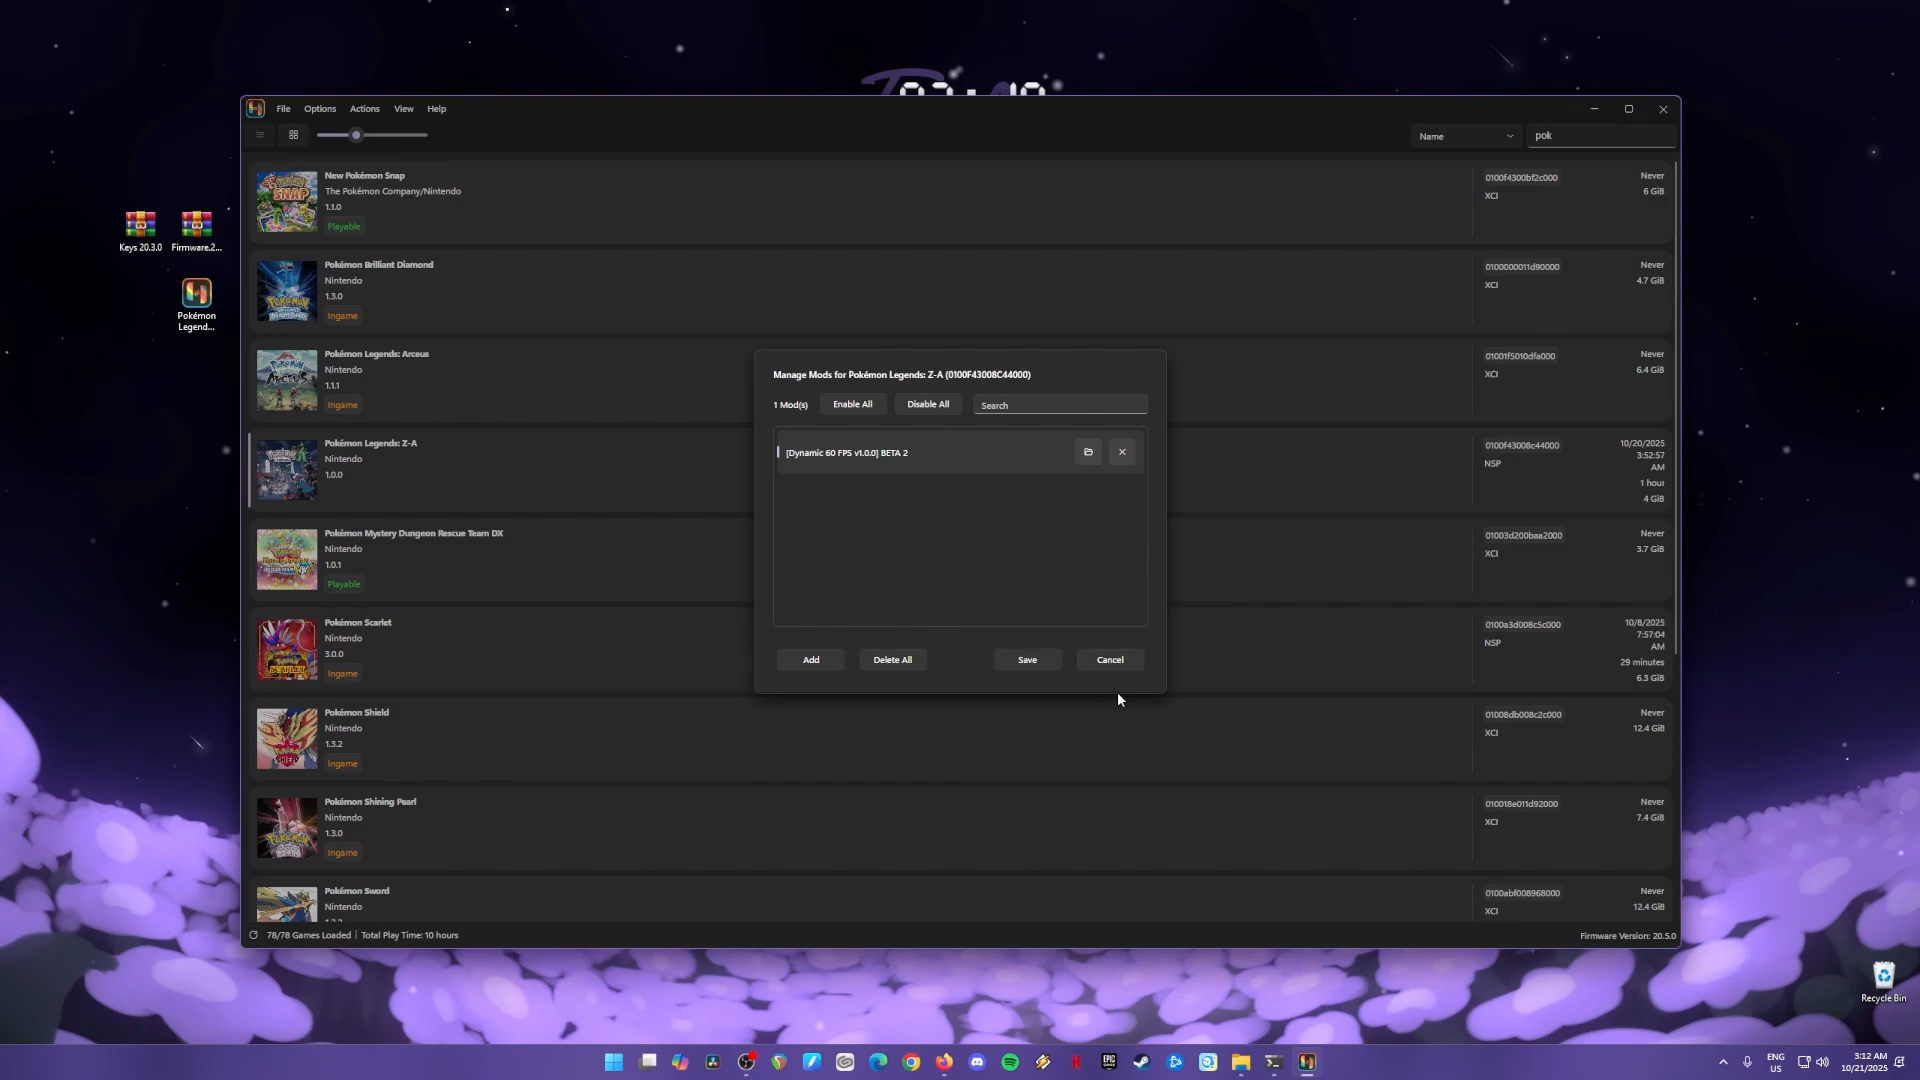 File Options Actions View Help
Name
pok
New Pokémon Snap
The Pokémon Company/Nintendo
1.1.0
Playable
0100f4300bf2c000
XCI
Never
6 GiB
Pokémon Brilliant Diamond
Nintendo
1.3.0
Ingame
0100000011d90000
XCI
Never
4.7 GiB
Pokémon Legends: Arceus
Nintendo
1.1.1
Ingame
01001f5010dfa000
XCI
Never
6.4 GiB
Pokémon Legends: Z-A
Nintendo
1.0.0
0100f43008c44000
NSP
10/20/2025
3:52:57
AM
1 hour
4 GiB
Pokémon Mystery Dungeon Rescue Team DX
Nintendo
1.0.1
Playable
01003d200baa2000
XCI
Never
3.7 GiB
Pokémon Scarlet
Nintendo
3.0.0
Ingame
0100a3d008c5c000
NSP
10/8/2025
7:57:04
AM
29 minutes
6.3 GiB
Pokémon Shield
Nintendo
1.3.2
Ingame
01008db008c2c000
XCI
Never
12.4 GiB
Pokémon Shining Pearl
Nintendo
1.3.0
Ingame
010018e011d92000
XCI
Never
7.4 GiB
Pokémon Sword
Nintendo
0100abf008968000
XCI
Never
12.4 GiB
78/78 Games Loaded | Total Play Time: 10 hours
Firmware Version: 20.5.0
Manage Mods for Pokémon Legends: Z-A (0100F43008C44000)
1 Mod(s)
Enable All
Disable All
Search
[Dynamic 60 FPS v1.0.0] BETA 2
Add
Delete All
Save
Cancel
Keys 20.3.0
Firmware.2...
Pokémon
Legend...
Recycle Bin
ENG
US
3:12 AM
10/21/2025